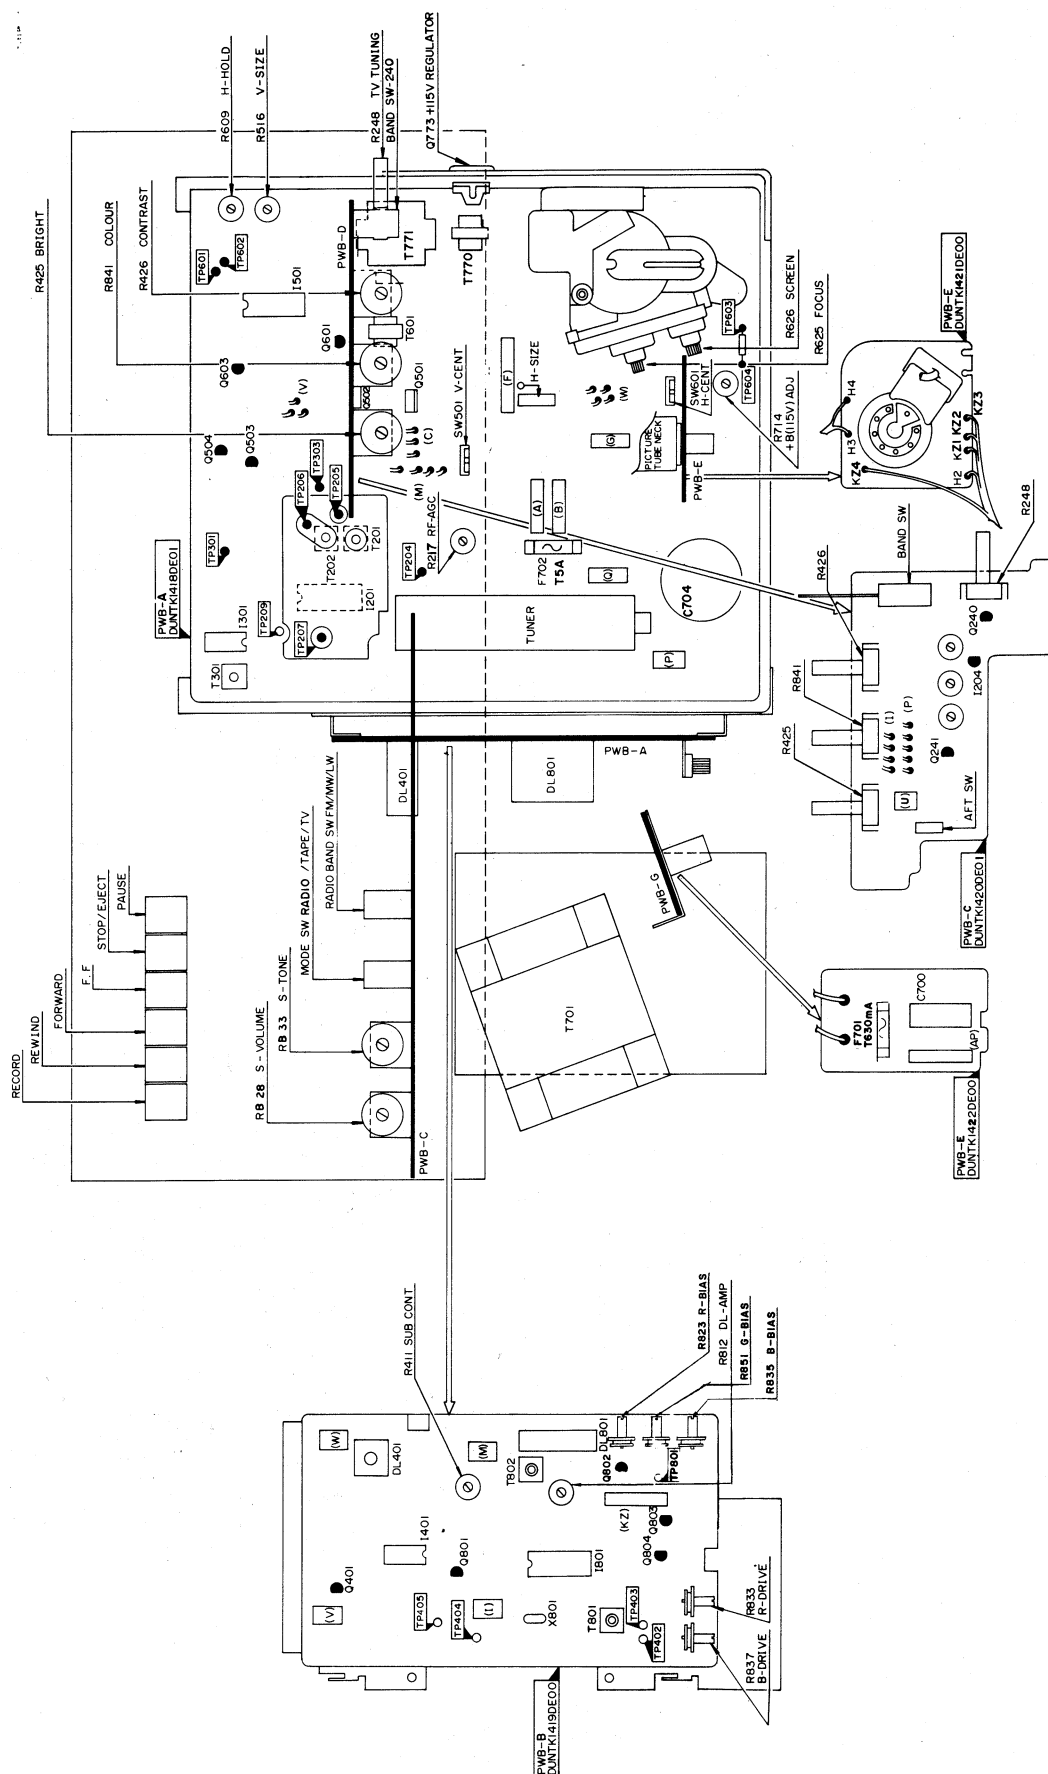 RECORD
REWIND
FORWARD
F.F
STOP/EJECT
PAUSE
RB28 S-VOLUME
RB33 S-TONE
MODE SW RADIO/TAPE/TV
RADIO BAND SW FM/MW/LW
PWB-C
R425 BRIGHT
R841 COLOUR
R426 CONTRAST
R609 H-HOLD
R516 V-SIZE
R248 TV TUNING
BAND SW-240
Q773 +115V REGULATOR
PWB-A
DUNTK1418DE01
T301
I301
TP301
TP209
TP207
I201
T202
T201
TP206
TP303
TP205
Q504
Q503
(V)
Q603
Q601
I501
TP601
TP602
PWB-D
T771
T601
Q502
Q501
(C)
(M)
T770
SW501 V-CENT
TP204
R217 RF-AGC
TUNER
F702
T5A
(A)
(B)
(Q)
(P)
C704
(F)
H-SIZE
(G)
(W)
PICTURE
TUBE NECK
PWB-E
SW601
H-CENT
TP603
TP604
R626 SCREEN
R625 FOCUS
R714
+B(115V) ADJ
DL401
DL801
PWB-A
T701
PWB-G
PWB-E
DUNTK1421DE00
H4
H3
KZ4
H2
KZ1
KZ2
KZ3
R248
BAND SW
R426
R841
R425
Q240
I204
Q241
(I)
(P)
(U)
AFT SW
PWB-C
DUNTK1420DE01
F701
T630mA
C700
(AP)
PWB-E
DUNTK1422DE00
R411 SUB CONT
R823 R-BIAS
R812 DL-AMP
R851 G-BIAS
R835 B-BIAS
(W)
DL401
(M)
T802
DL801
Q802
TP801
(KZ)
Q803
Q804
I401
Q801
I801
Q401
(V)
TP405
TP404
(I)
X801
T801
TP403
TP402
R833
R-DRIVE
R837
B-DRIVE
PWB-B
DUNTK1419DE00